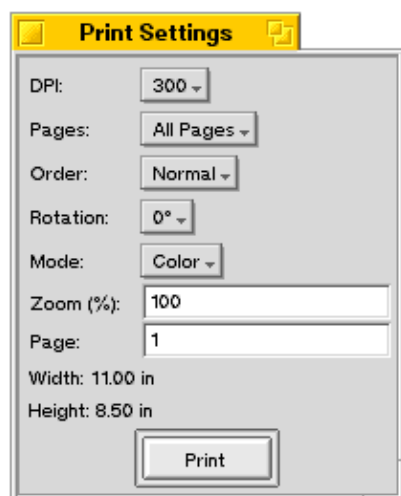 Print Settings
DPI: 300
Pages: All Pages
Order: Normal
Rotation: 0°
Mode: Color
Zoom (%): 100
Page: 1
Width: 11.00 in
Height: 8.50 in
Print